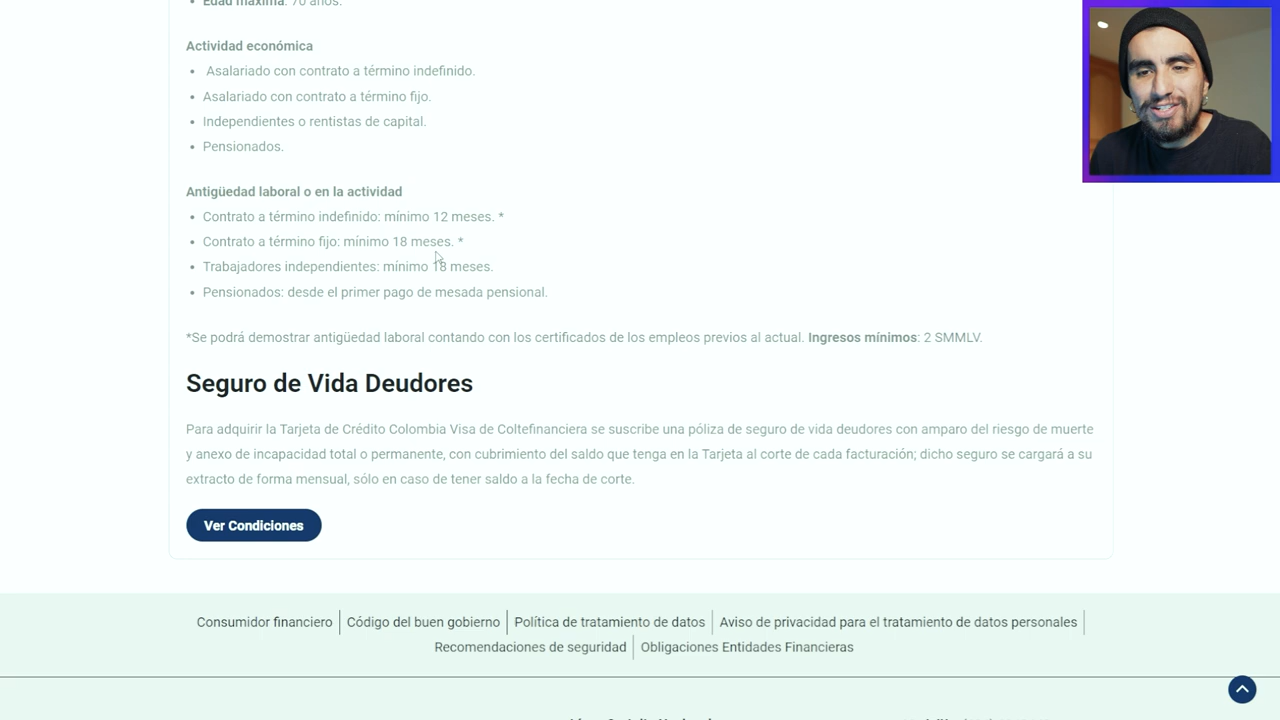 Edad máxima: 70 años.
Actividad económica
Asalariado con contrato a término indefinido.
Asalariado con contrato a término fijo.
Independientes o rentistas de capital.
Pensionados.
Antigüedad laboral o en la actividad
Contrato a término indefinido: mínimo 12 meses. *
Contrato a término fijo: mínimo 18 meses. *
Trabajadores independientes: mínimo 18 meses.
Pensionados: desde el primer pago de mesada pensional.
*Se podrá demostrar antigüedad laboral contando con los certificados de los empleos previos al actual. Ingresos mínimos: 2 SMMLV.
Seguro de Vida Deudores
Para adquirir la Tarjeta de Crédito Colombia Visa de Coltefinanciera se suscribe una póliza de seguro de vida deudores con amparo del riesgo de muerte
y anexo de incapacidad total o permanente, con cubrimiento del saldo que tenga en la Tarjeta al corte de cada facturación; dicho seguro se cargará a su
extracto de forma mensual, sólo en caso de tener saldo a la fecha de corte.
Ver Condiciones
Consumidor financiero | Código del buen gobierno | Política de tratamiento de datos | Aviso de privacidad para el tratamiento de datos personales |
Recomendaciones de seguridad | Obligaciones Entidades Financieras